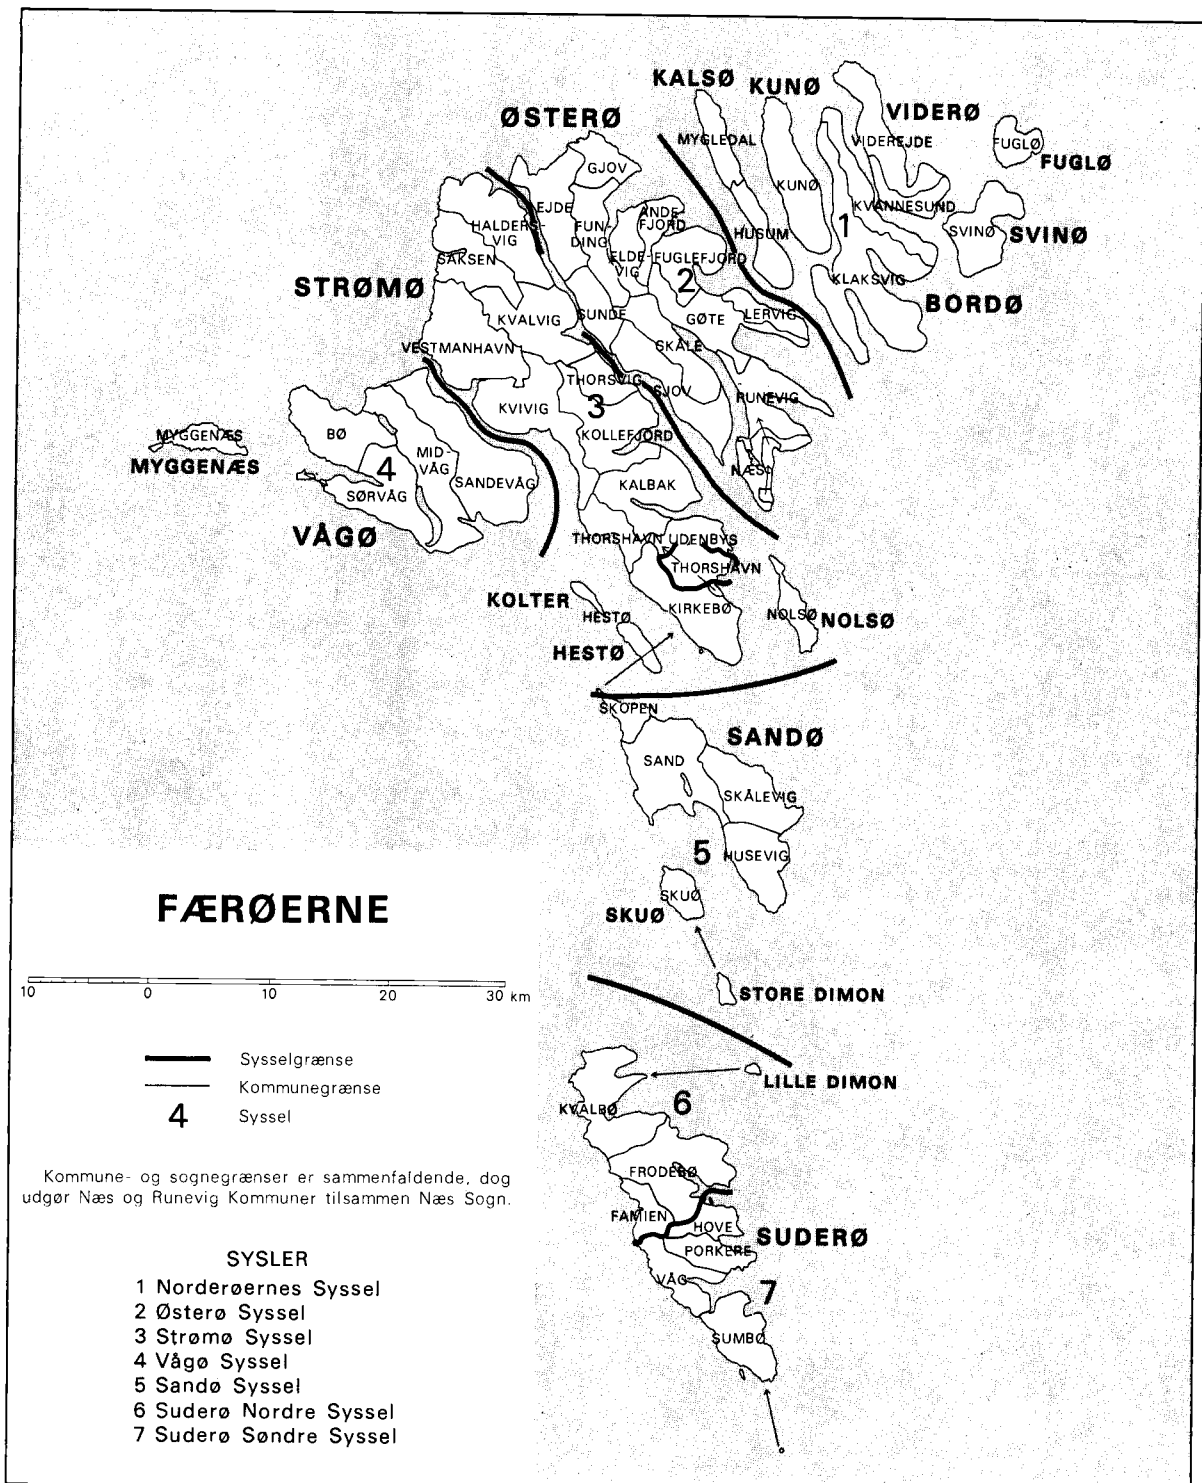 KALSØ
KUNØ
VIDERØ
ØSTERØ
FUGLØ
FUGLØ
MYGLEDAL
VIDEREJDE
GJOV
KUNØ
EJDE
ANDE-
FJORD
KVANNESUND
HALDERS-
VIG
FUN-
DING
HUSUM
1
SVINØ
SVINØ
SAKSEN
ELDE-
VIG
FUGLEFJORD
2
KLAKSVIG
STRØMØ
BORDØ
KVALVIG
SUNDE
GØTE
LERVIG
VESTMANHAVN
SKÅLE
THORSVIG
SJOV
RUNEVIG
KVIVIG
3
MYGGENÆS
MYGGENÆS
BØ
MID-
VÅG
KOLLEFJORD
4
SØRVÅG
SANDEVÅG
KALBAK
NÆS
VÅGØ
THORSHAVN UDENBYS
THORSHAVN
KOLTER
HESTØ
KIRKEBØ
NOLSØ
NOLSØ
HESTØ
SKOPEN
SANDØ
SAND
SKÅLEVIG
5
HUSEVIG
SKUØ
SKUØ
STORE DIMON
LILLE DIMON
KVALBØ
6
FRODEBØ
FAMIEN
HOVE
SUDERØ
PORKERE
VÅG
7
SUMBØ
FÆRØERNE
10 0 10 20 30 km
Sysselgrænse
Kommunegrænse
4 Syssel
Kommune- og sognegrænser er sammenfaldende, dog
udgør Næs og Runevig Kommuner tilsammen Næs Sogn.
SYSLER
1 Norderøernes Syssel
2 Østerø Syssel
3 Strømø Syssel
4 Vågø Syssel
5 Sandø Syssel
6 Suderø Nordre Syssel
7 Suderø Søndre Syssel